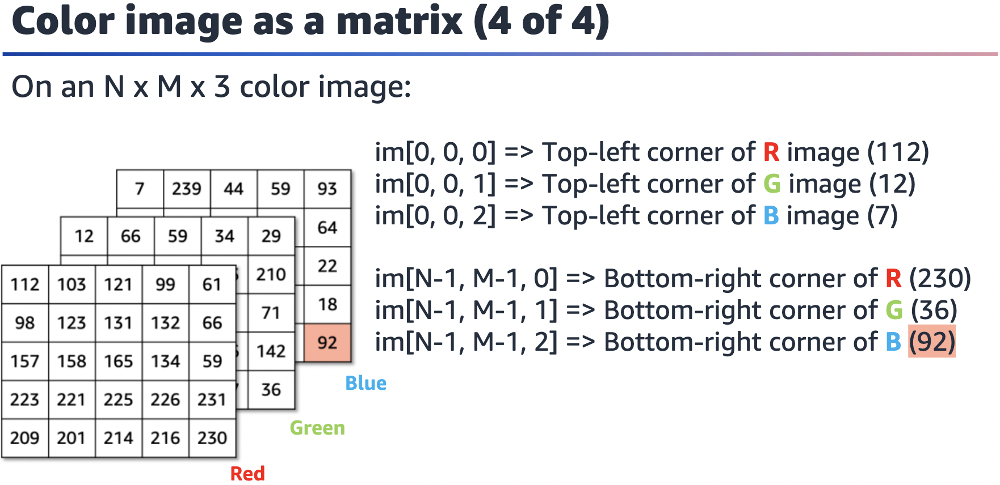 Color image as a matrix (4 of 4)
On an N x M x 3 color image:
im[0, 0, 0] => Top-left corner of R image (112)
im[0, 0, 1] => Top-left corner of G image (12)
im[0, 0, 2] => Top-left corner of B image (7)
im[N-1, M-1, 0] => Bottom-right corner of R (230)
im[N-1, M-1, 1] => Bottom-right corner of G (36)
im[N-1, M-1, 2] => Bottom-right corner of B (92)
7 239 44 59 93
64
22
18
92
Blue
12 66 59 34 29
210
71
142
36
Green
112 103 121 99 61
98 123 131 132 66
157 158 165 134 59
223 221 225 226 231
209 201 214 216 230
Red